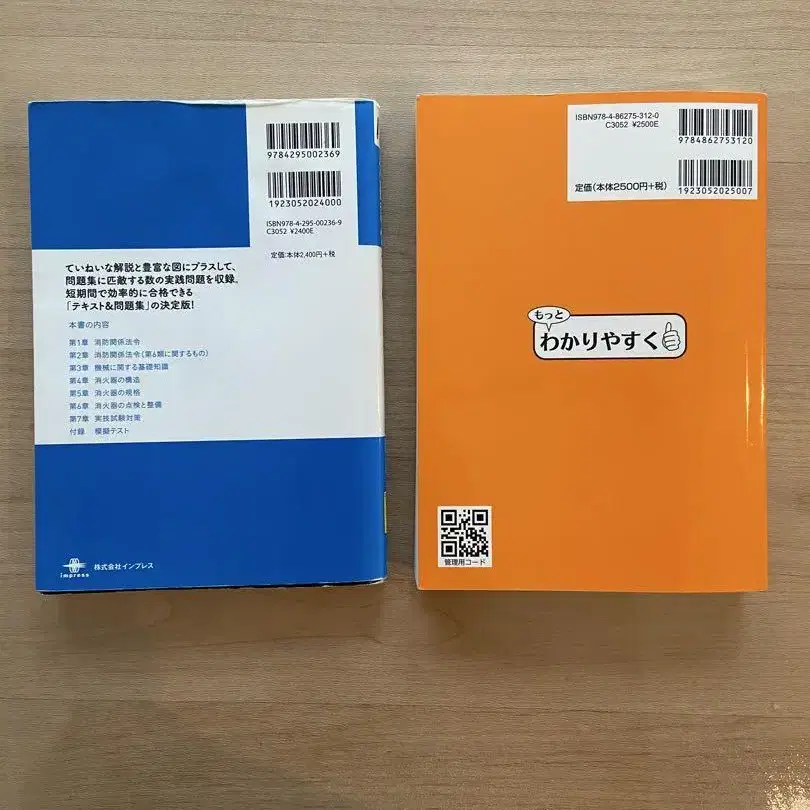 9784295002369
1923052024000
ISBN978-4-295-00236-9
C3052 ¥2400E
定価:本体2,400円+税
ていねいな解説と豊富な図にプラスして、
問題集に匹敵する数の実践問題を収録。
短期間で効率的に合格できる
「テキスト&問題集」の決定版!
本書の内容
第1章 消防関係法令
第2章 消防関係法令(第6類に関するもの)
第3章 機械に関する基礎知識
第4章 消火器の構造
第5章 消火器の規格
第6章 消火器の点検と整備
第7章 実技試験対策
付録 模擬テスト
impress 株式会社インプレス
ISBN978-4-86275-312-0
C3052 ¥2500E
9784862753120
定価(本体2500円+税)
1923052025007
もっと
わかりやすく
管理用コード